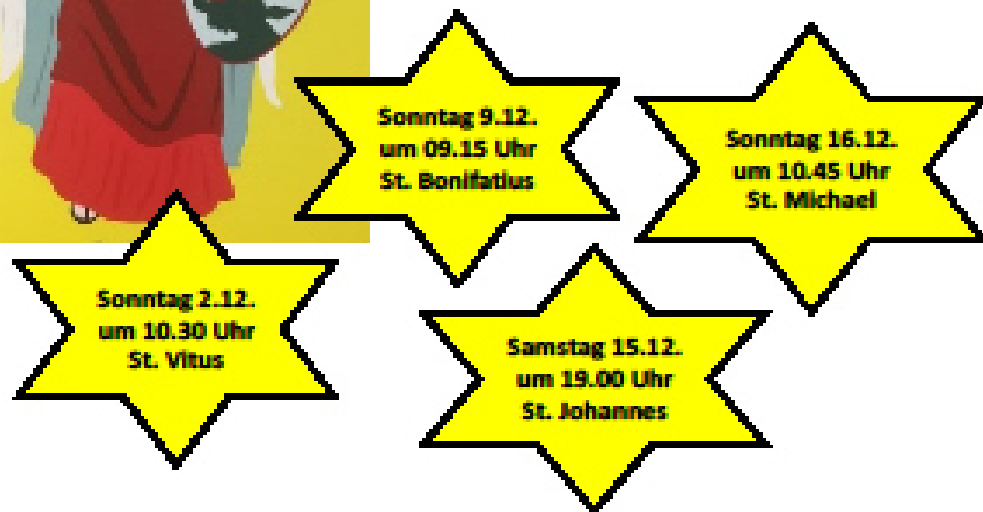 Sonntag 9.12.
um 09.15 Uhr
St. Bonifatius
Sonntag 16.12.
um 10.45 Uhr
St. Michael
Sonntag 2.12.
um 10.30 Uhr
St. Vitus
Samstag 15.12.
um 19.00 Uhr
St. Johannes